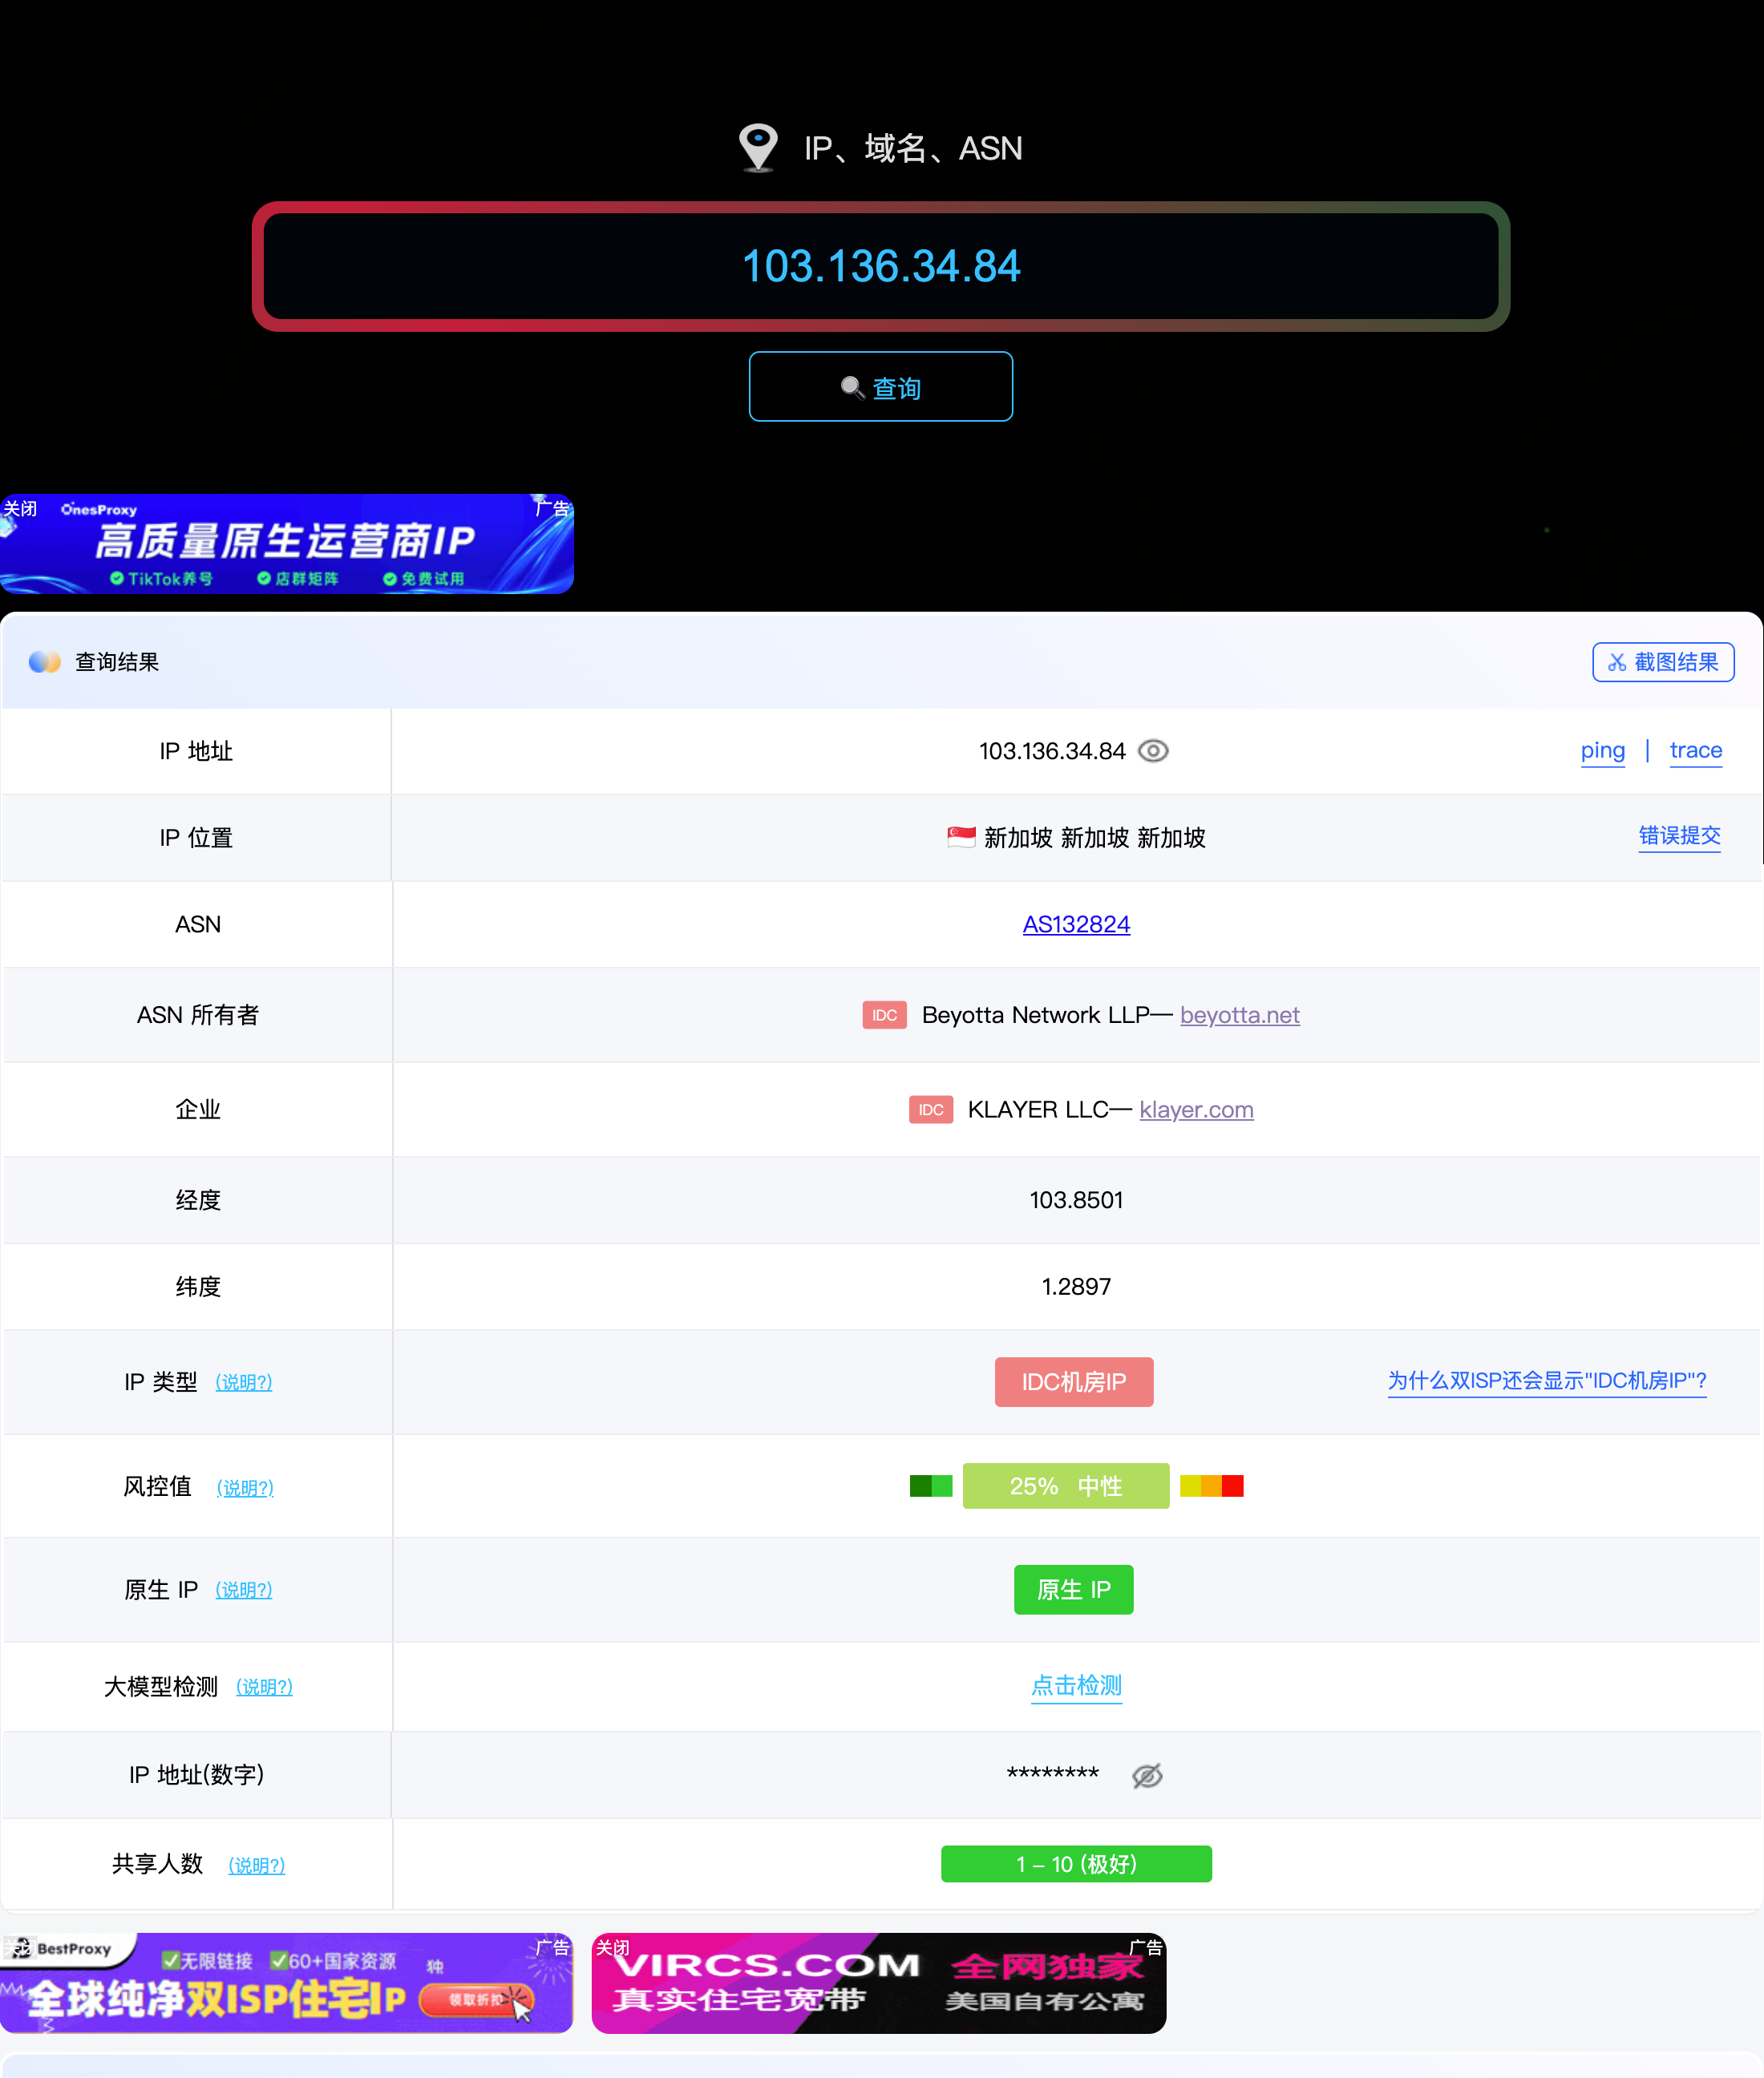 IP、域名、ASN
103.136.34.84
查询
关闭 OnesProxy 广告
高质量原生运营商IP
TikTok养号 店群矩阵 免费试用
查询结果 截图结果
IP 地址 103.136.34.84 ping | trace
IP 位置 新加坡 新加坡 新加坡 错误提交
ASN AS132824
ASN 所有者 IDC Beyotta Network LLP— beyotta.net
企业 IDC KLAYER LLC— klayer.com
经度 103.8501
纬度 1.2897
IP 类型 (说明?) IDC机房IP 为什么双ISP还会显示"IDC机房IP"?
风控值 (说明?) 25% 中性
原生 IP (说明?) 原生 IP
大模型检测 (说明?) 点击检测
IP 地址(数字) ********
共享人数 (说明?) 1 – 10 (极好)
关闭 BestProxy 无限链接 60+国家资源 独 广告
全球纯净双ISP住宅IP 领取折扣
关闭 广告
VIRCS.COM 全网独家
真实住宅宽带 美国自有公寓